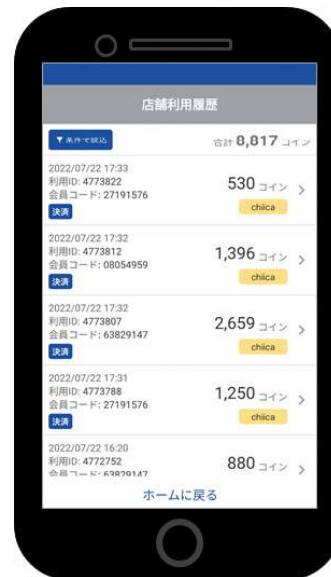 店舗利用履歴
▼条件で絞込
合計 8,817 コイン
2022/07/22 17:33
利用ID: 4773822
会員コード: 27191576
決済
530 コイン
chiica
2022/07/22 17:32
利用ID: 4773812
会員コード: 08054959
決済
1,396 コイン
chiica
2022/07/22 17:32
利用ID: 4773807
会員コード: 63829147
決済
2,659 コイン
chiica
2022/07/22 17:31
利用ID: 4773788
会員コード: 27191576
決済
1,250 コイン
chiica
2022/07/22 16:20
利用ID: 4772752
会員コード: 63829147
880 コイン
ホームに戻る